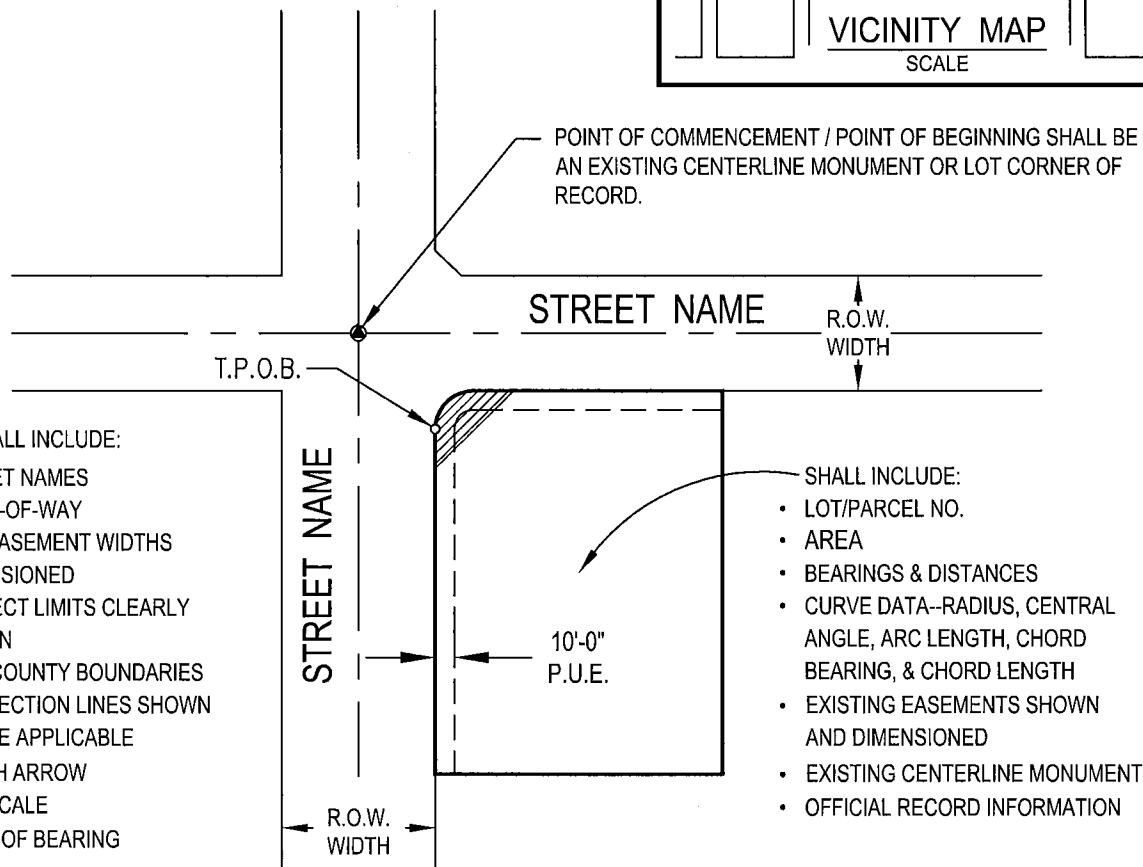 VICINITY MAP
SCALE
POINT OF COMMENCEMENT / POINT OF BEGINNING SHALL BE
AN EXISTING CENTERLINE MONUMENT OR LOT CORNER OF
RECORD.
STREET NAME
R.O.W.
WIDTH
T.P.O.B.
ALL INCLUDE:
ET NAMES
-OF-WAY
EASEMENT WIDTHS
SIONED
ECT LIMITS CLEARLY
N
COUNTY BOUNDARIES
ECTION LINES SHOWN
E APPLICABLE
H ARROW
SCALE
OF BEARING
STREET NAME
10'-0"
P.U.E.
R.O.W.
WIDTH
SHALL INCLUDE:
• LOT/PARCEL NO.
• AREA
• BEARINGS & DISTANCES
• CURVE DATA--RADIUS, CENTRAL
ANGLE, ARC LENGTH, CHORD
BEARING, & CHORD LENGTH
• EXISTING EASEMENTS SHOWN
AND DIMENSIONED
• EXISTING CENTERLINE MONUMENT
• OFFICIAL RECORD INFORMATION